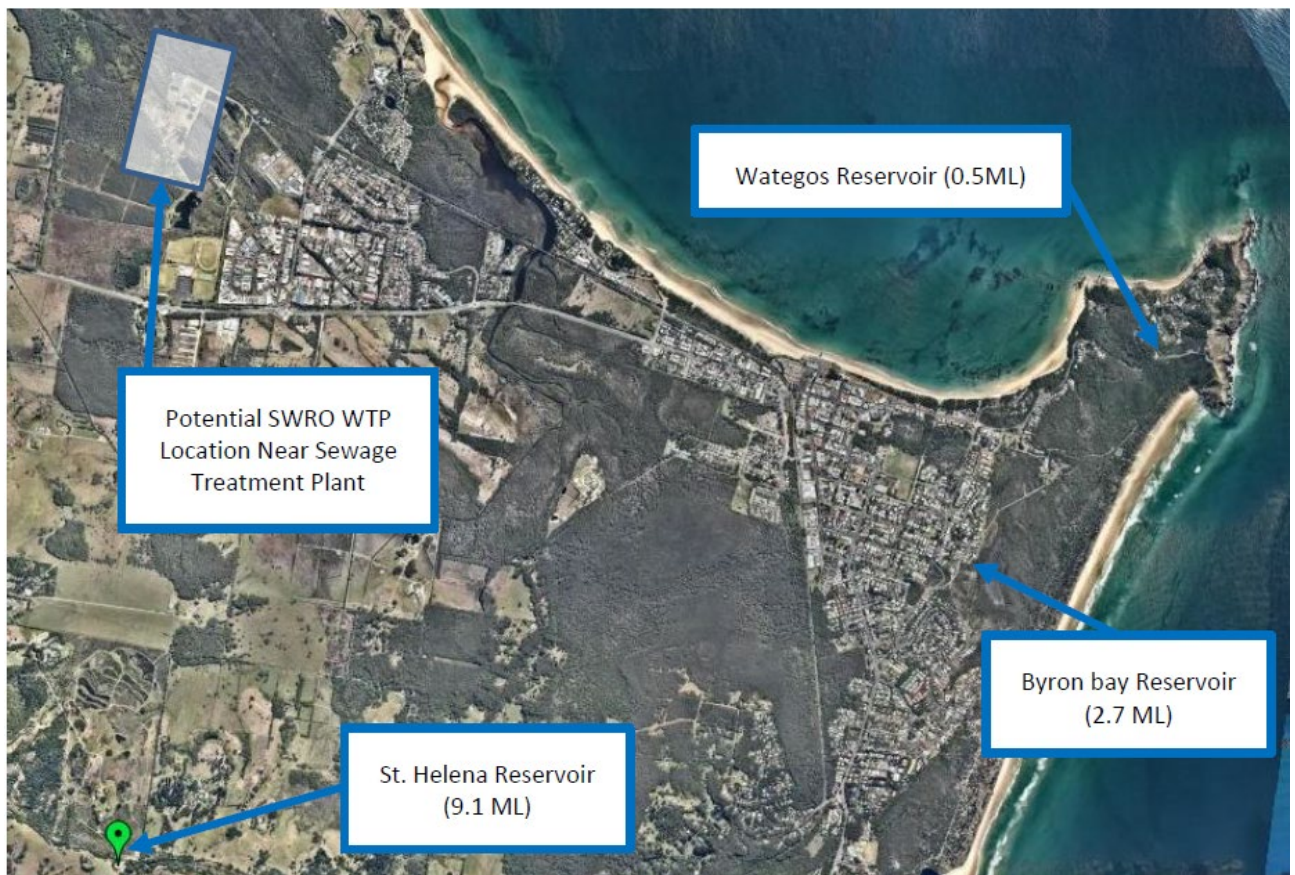 Wategos Reservoir (0.5ML)
Potential SWRO WTP
Location Near Sewage
Treatment Plant
Byron bay Reservoir
(2.7 ML)
St. Helena Reservoir
(9.1 ML)